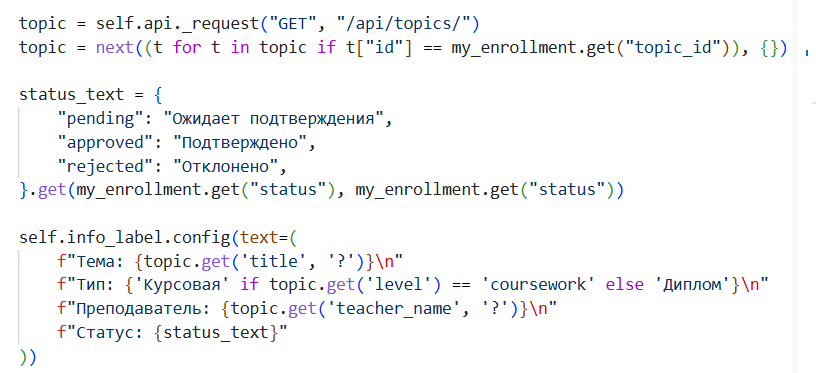 topic = self.api._request("GET", "/api/topics/")
topic = next((t for t in topic if t["id"] == my_enrollment.get("topic_id")), {})
status_text = {
"pending": "Ожидает подтверждения",
"approved": "Подтверждено",
"rejected": "Отклонено",
}.get(my_enrollment.get("status"), my_enrollment.get("status"))
self.info_label.config(text=(
f"Тема: {topic.get('title', '?')}\n"
f"Тип: {'Курсовая' if topic.get('level') == 'coursework' else 'Диплом'}\n"
f"Преподаватель: {topic.get('teacher_name', '?')}\n"
f"Статус: {status_text}"
))